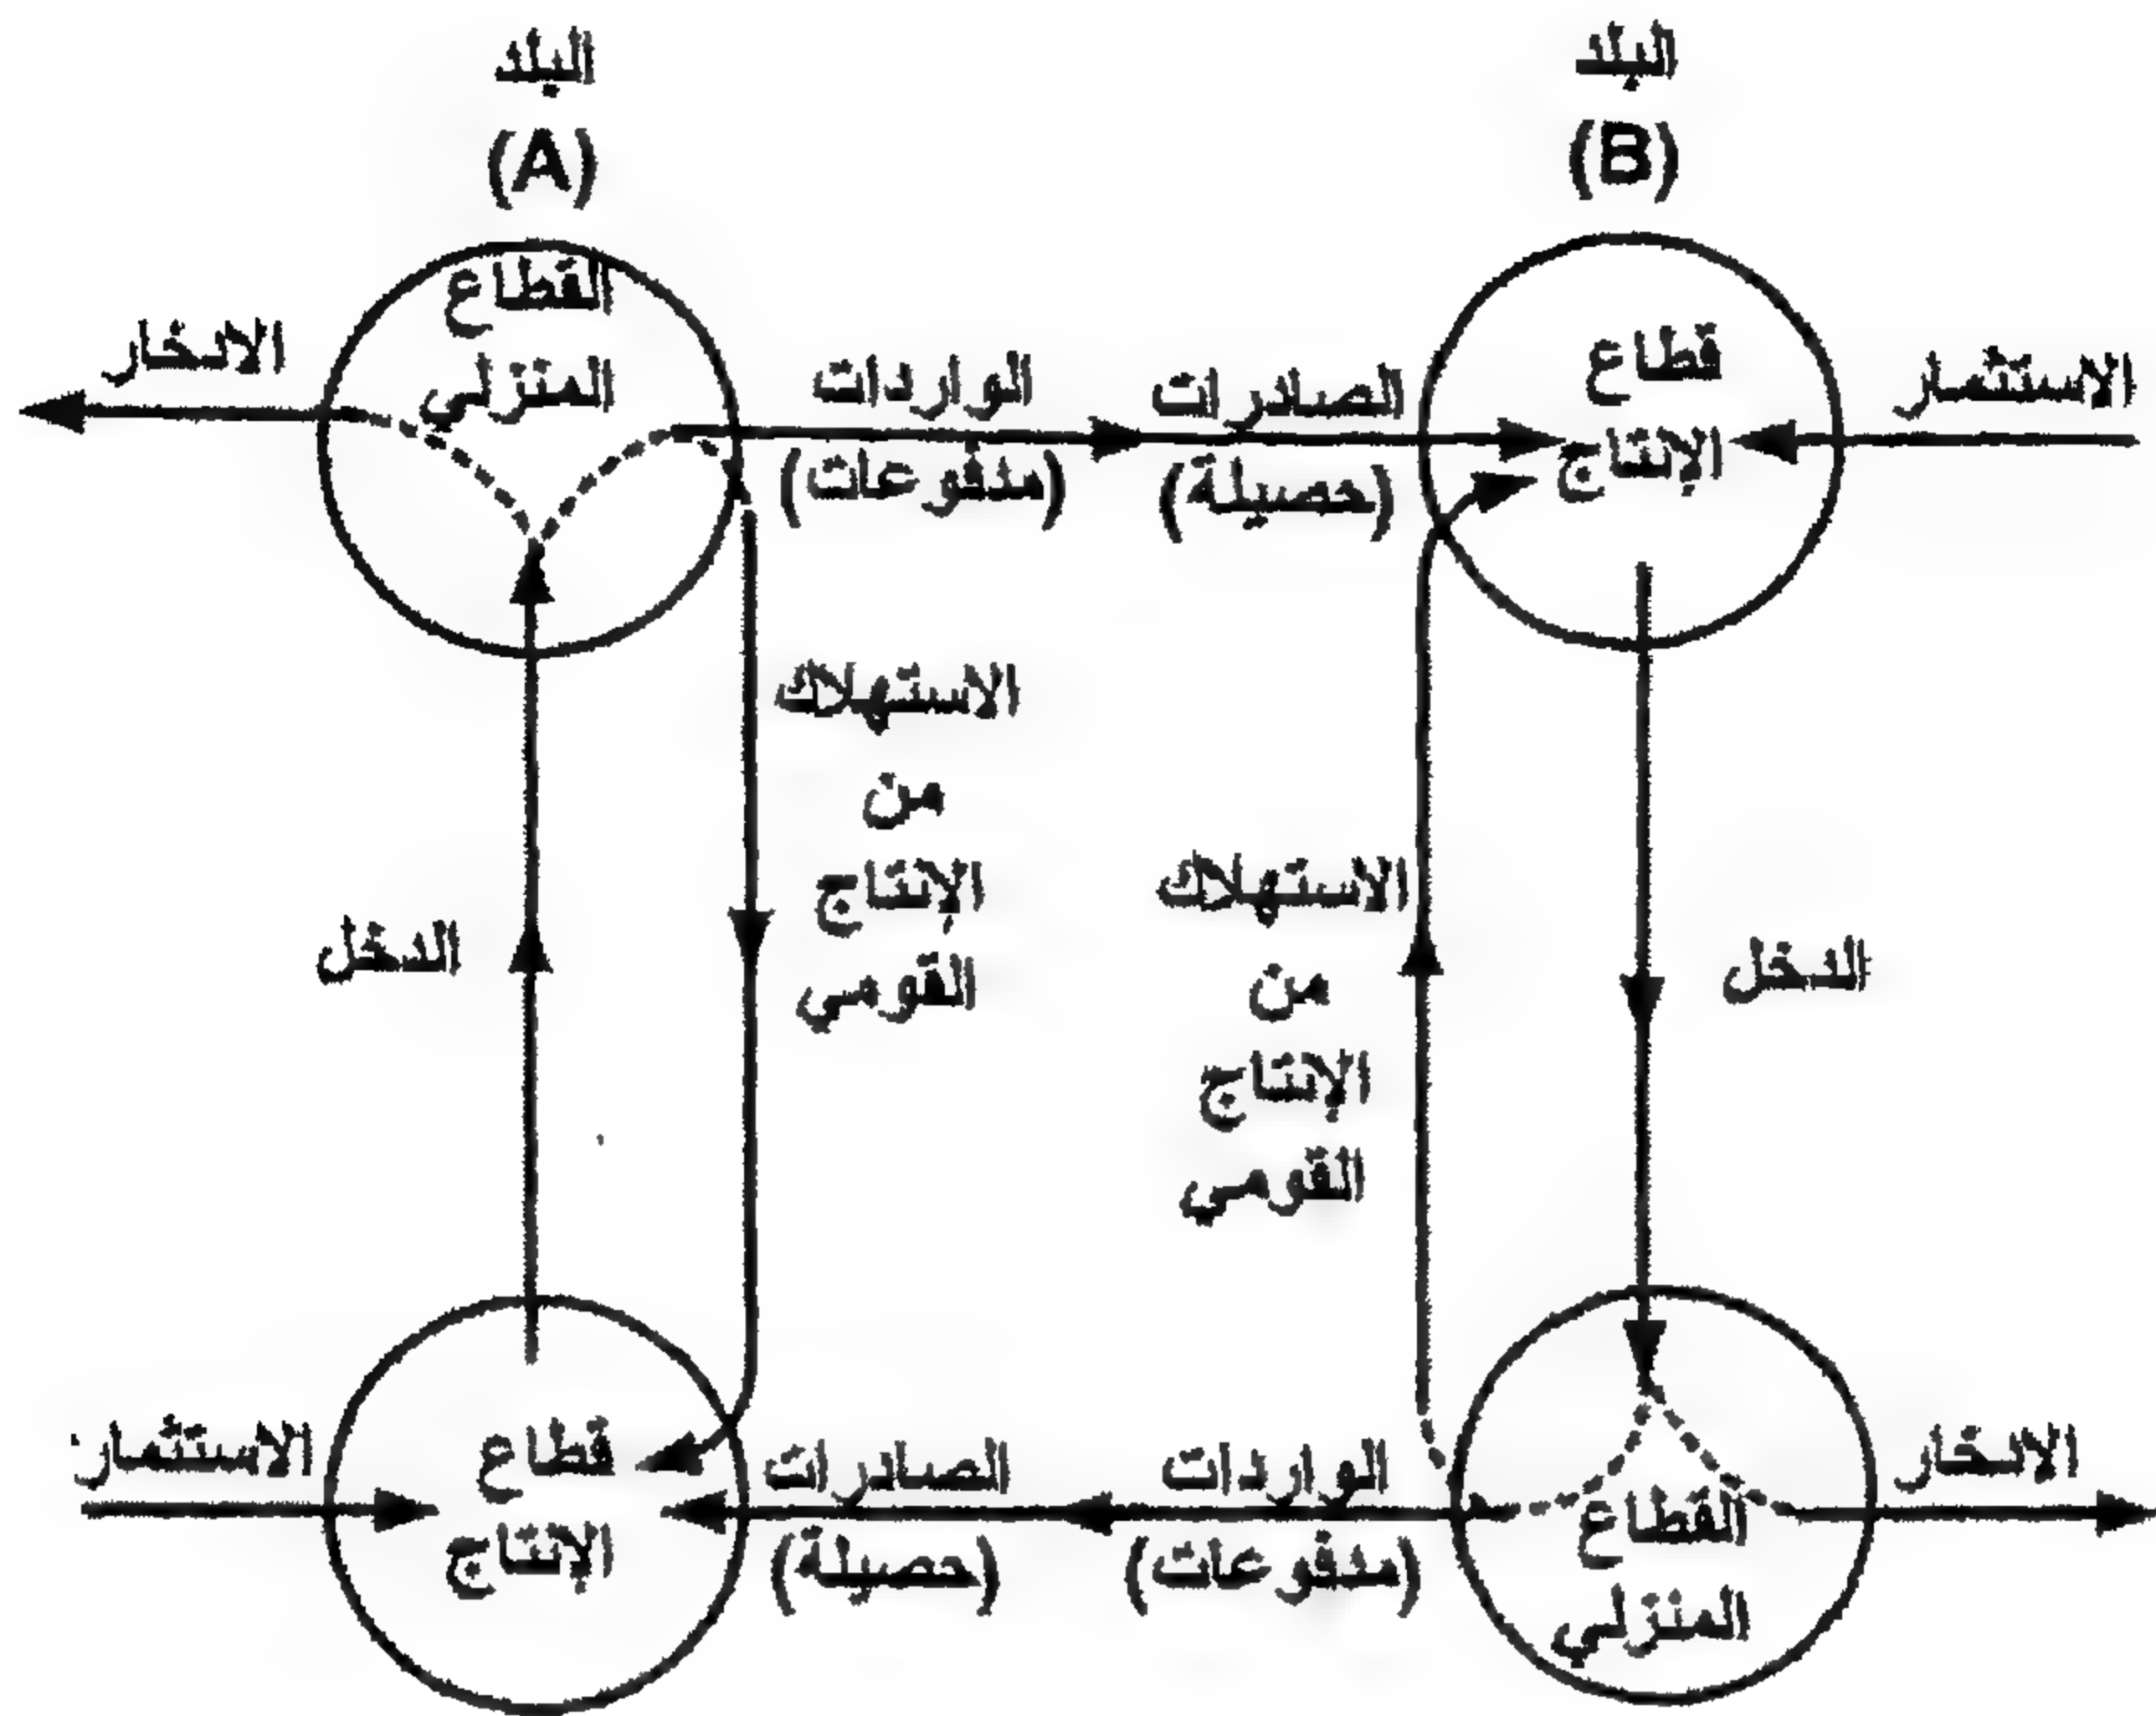 البلد
(A)
البلد
(B)
القطاع
المنزلي
قطاع
الإنتاج
الادخار
الواردات
(مدفوعات)
الصادرات
(حصيلة)
الاستثمار
الاستهلاك
من
الإنتاج
القومي
الاستهلاك
من
الإنتاج
القومي
الدخل
الدخل
الاستثمار
قطاع
الإنتاج
الصادرات
(حصيلة)
الواردات
(مدفوعات)
القطاع
المنزلي
الادخار